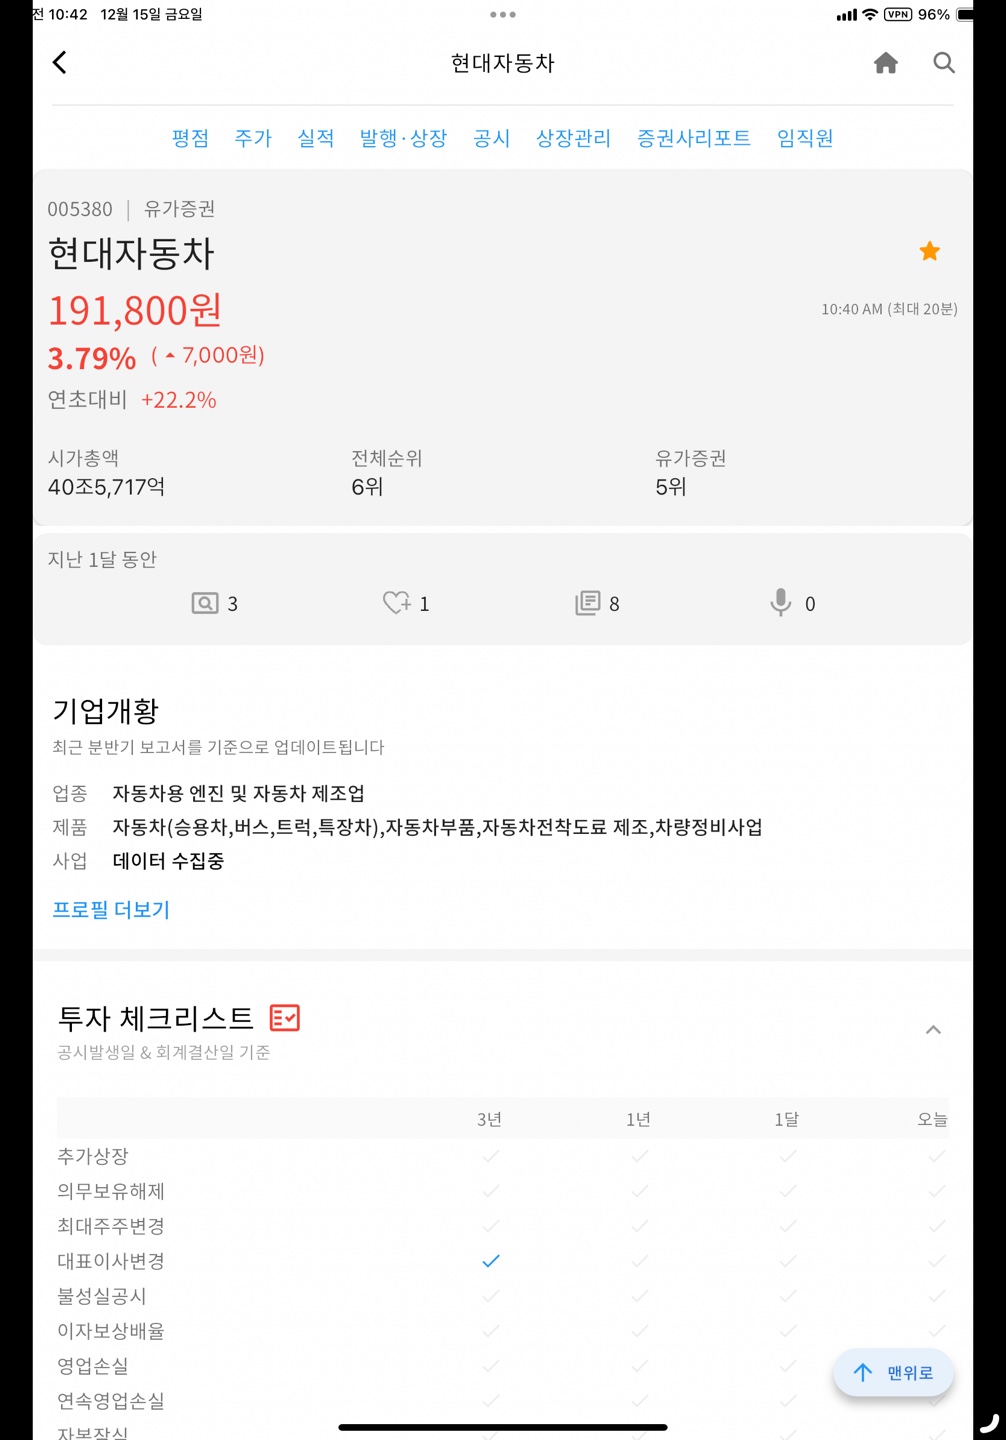 전 10:42 12월 15일 금요일
VPN 96%
현대자동차
평점 주가 실적 발행·상장 공시 상장관리 증권사리포트 임직원
005380 | 유가증권
현대자동차
191,800원
10:40 AM (최대 20분)
3.79% (▲ 7,000원)
연초대비 +22.2%
시가총액 전체순위 유가증권
40조5,717억 6위 5위
지난 1달 동안
3 1 8 0
기업개황
최근 분반기 보고서를 기준으로 업데이트됩니다
업종 자동차용 엔진 및 자동차 제조업
제품 자동차(승용차,버스,트럭,특장차),자동차부품,자동차전착도료 제조,차량정비사업
사업 데이터 수집중
프로필 더보기
투자 체크리스트
공시발생일 & 회계결산일 기준
3년 1년 1달 오늘
추가상장
의무보유해제
최대주주변경
대표이사변경
불성실공시
이자보상배율
영업손실
맨위로
연속영업손실
자본잠식